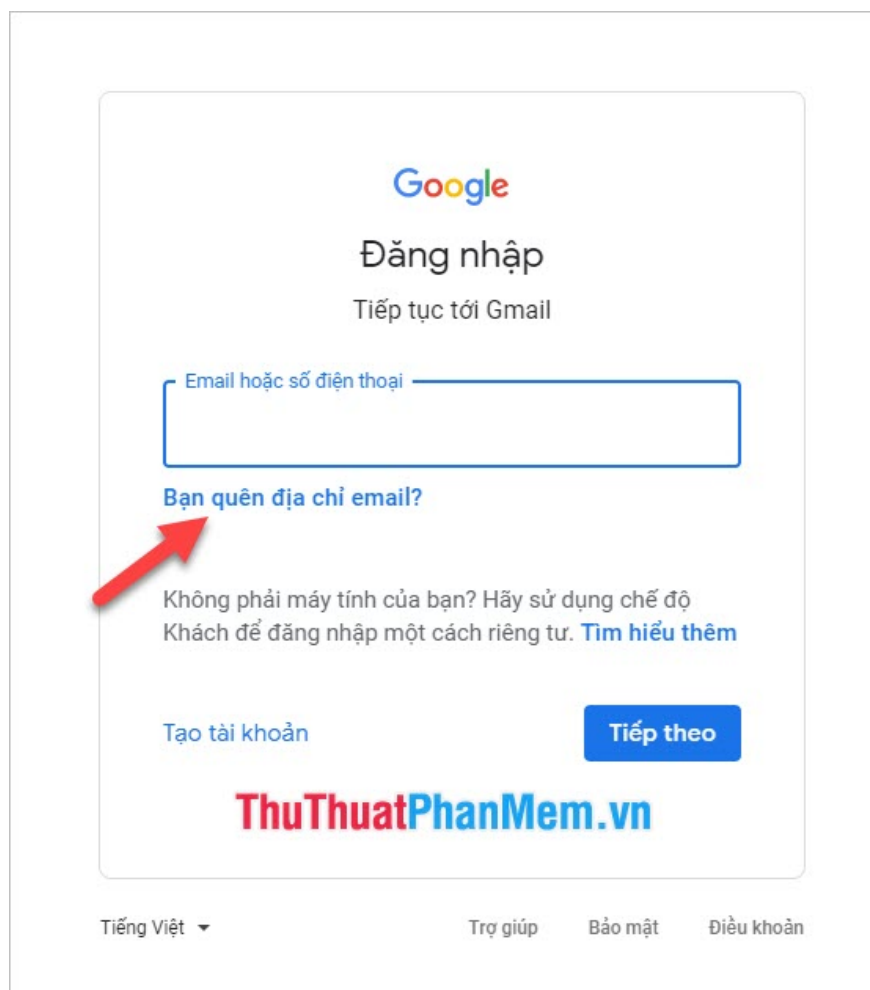 Google
Đăng nhập
Tiếp tục tới Gmail
Email hoặc số điện thoại
Bạn quên địa chỉ email?
Không phải máy tính của bạn? Hãy sử dụng chế độ
Khách để đăng nhập một cách riêng tư. Tìm hiểu thêm
Tạo tài khoản Tiếp theo
ThuThuatPhanMem.vn
Tiếng Việt Trợ giúp Bảo mật Điều khoản